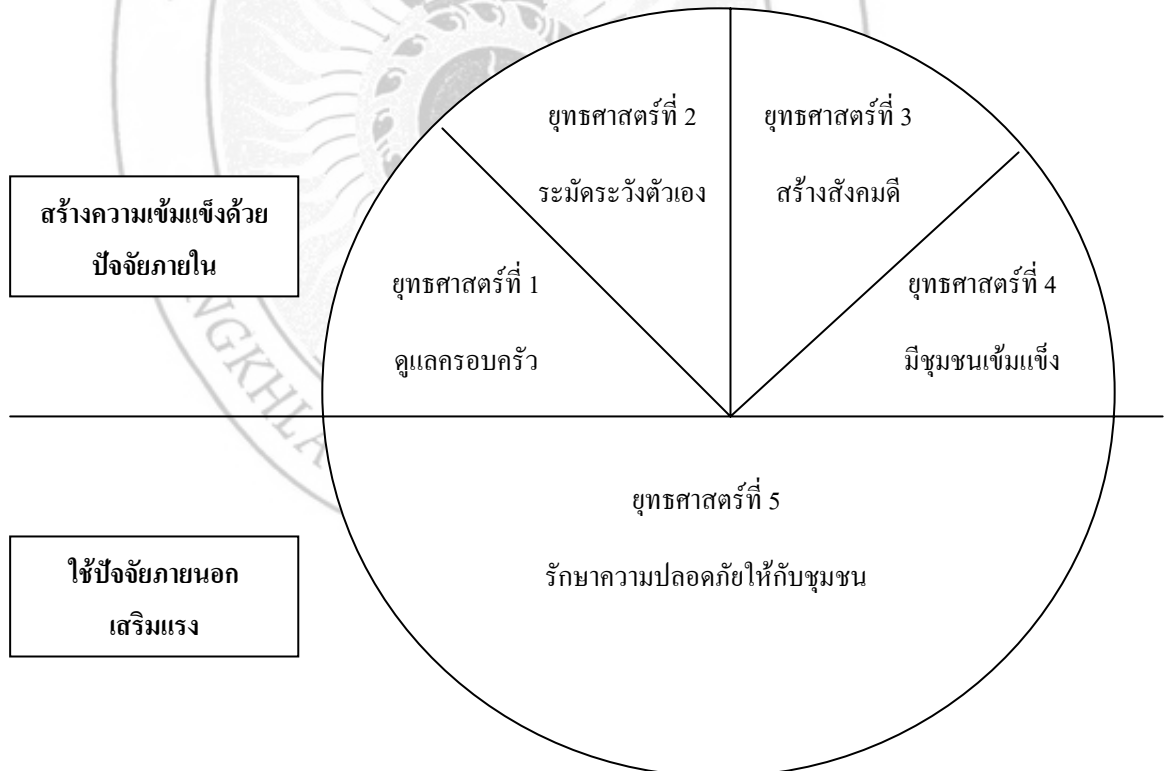 ยุทธศาสตร์ที่ 2
ระมัดระวังตัวเอง
ยุทธศาสตร์ที่ 3
สร้างสังคมดี
สร้างความเข้มแข็งด้วย
ปัจจัยภายใน
ยุทธศาสตร์ที่ 1
ดูแลครอบครัว
ยุทธศาสตร์ที่ 4
มีชุมชนเข้มแข็ง
ยุทธศาสตร์ที่ 5
รักษาความปลอดภัยให้กับชุมชน
ใช้ปัจจัยภายนอก
เสริมแรง